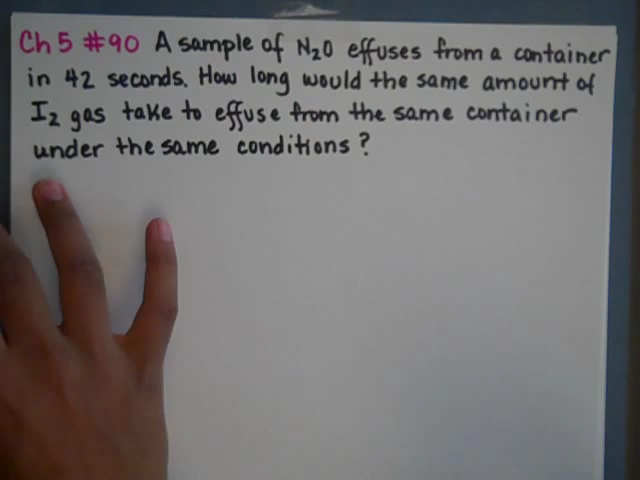 Ch 5 #90 A sample of N₂O effuses from a container
in 42 seconds. How long would the same amount of
I₂ gas take to effuse from the same container
under the same conditions?